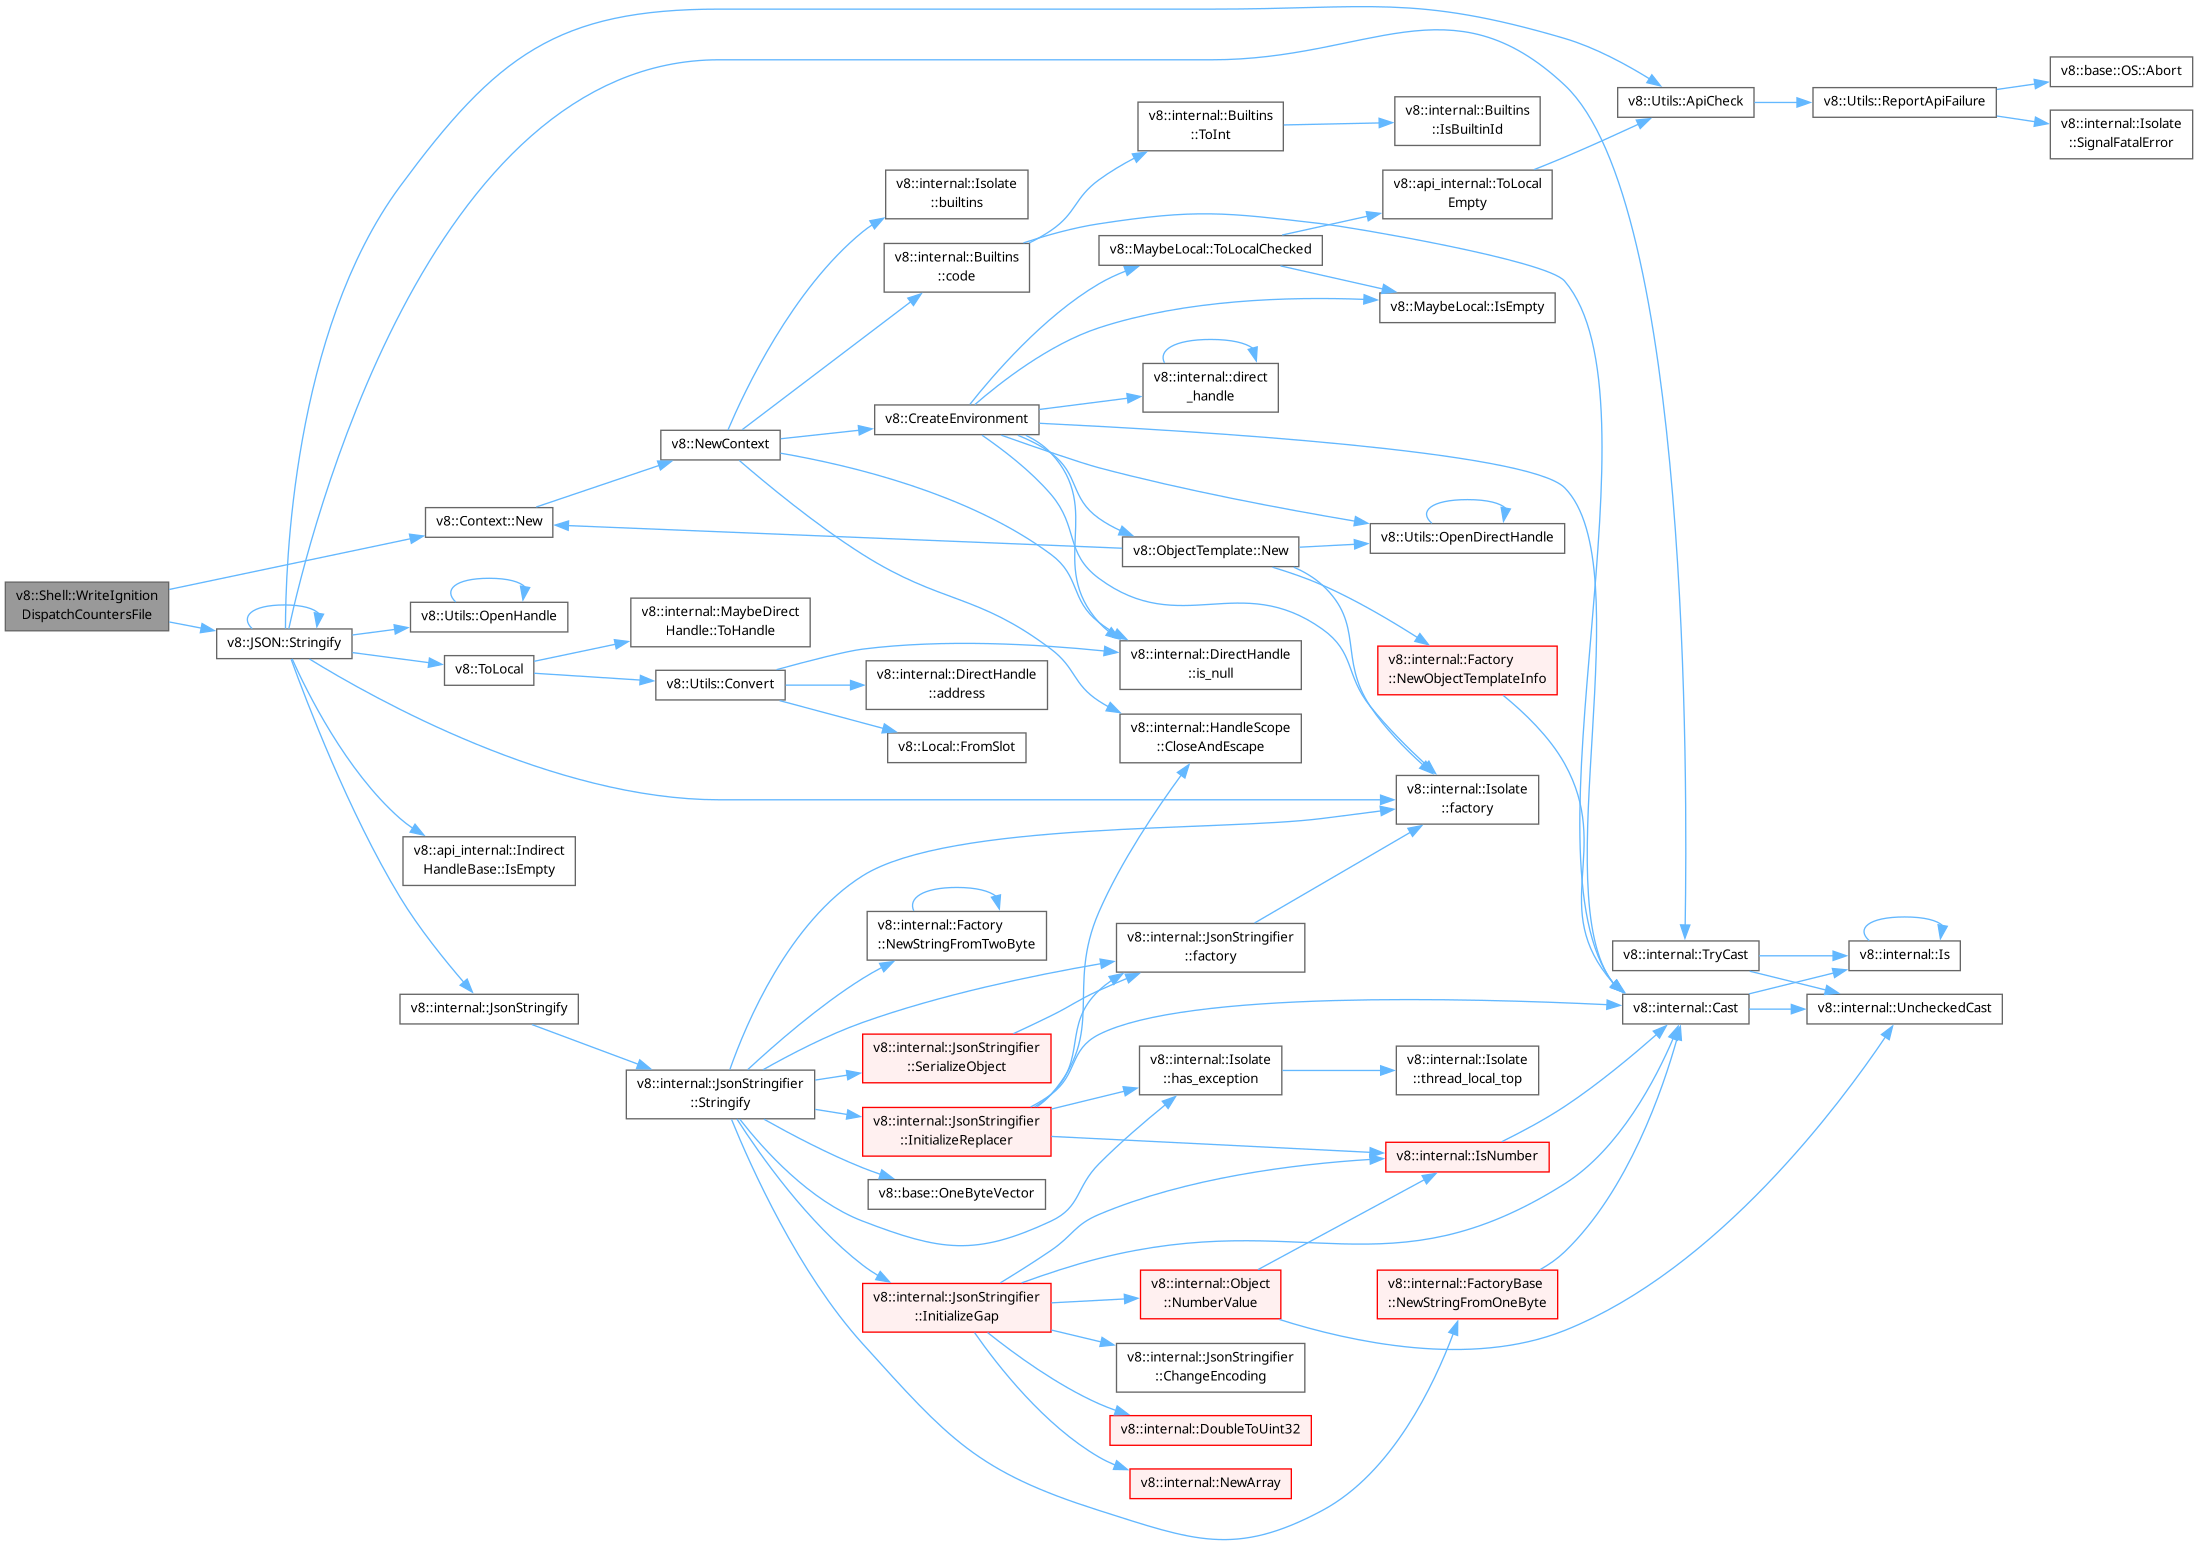 v8::Shell::WriteIgnition
DispatchCountersFile
v8::Context::New
v8::NewContext
v8::internal::Isolate
::builtins
v8::internal::Builtins
::code
v8::internal::Builtins
::ToInt
v8::internal::Builtins
::IsBuiltinId
v8::CreateEnvironment
v8::MaybeLocal::ToLocalChecked
v8::api_internal::ToLocal
Empty
v8::Utils::ApiCheck
v8::Utils::ReportApiFailure
v8::base::OS::Abort
v8::internal::Isolate
::SignalFatalError
v8::MaybeLocal::IsEmpty
v8::internal::direct
_handle
v8::Utils::OpenDirectHandle
v8::ObjectTemplate::New
v8::internal::Factory
::NewObjectTemplateInfo
v8::internal::DirectHandle
::is_null
v8::internal::HandleScope
::CloseAndEscape
v8::internal::Isolate
::factory
v8::JSON::Stringify
v8::Utils::OpenHandle
v8::ToLocal
v8::internal::MaybeDirect
Handle::ToHandle
v8::Utils::Convert
v8::internal::DirectHandle
::address
v8::Local::FromSlot
v8::api_internal::Indirect
HandleBase::IsEmpty
v8::internal::JsonStringify
v8::internal::JsonStringifier
::Stringify
v8::internal::Factory
::NewStringFromTwoByte
v8::internal::JsonStringifier
::factory
v8::internal::JsonStringifier
::SerializeObject
v8::internal::JsonStringifier
::InitializeReplacer
v8::base::OneByteVector
v8::internal::JsonStringifier
::InitializeGap
v8::internal::Isolate
::has_exception
v8::internal::Isolate
::thread_local_top
v8::internal::IsNumber
v8::internal::Object
::NumberValue
v8::internal::FactoryBase
::NewStringFromOneByte
v8::internal::JsonStringifier
::ChangeEncoding
v8::internal::DoubleToUint32
v8::internal::NewArray
v8::internal::TryCast
v8::internal::Cast
v8::internal::Is
v8::internal::UncheckedCast